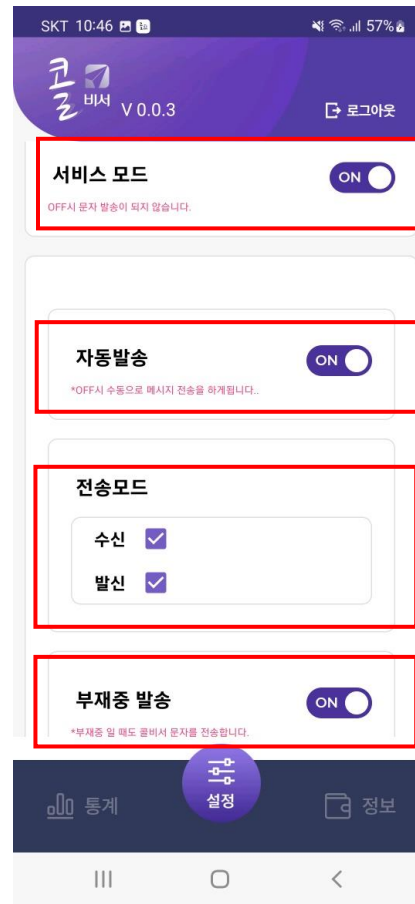 SKT 10:46 57%
콜
비서 V 0.0.3
로그아웃
서비스 모드
ON
OFF시 문자 발송이 되지 않습니다.
자동발송
ON
*OFF시 수동으로 메시지 전송을 하게됩니다..
전송모드
수신
발신
부재중 발송
ON
*부재중 일 때도 콜비서 문자를 전송합니다.
통계
설정
정보